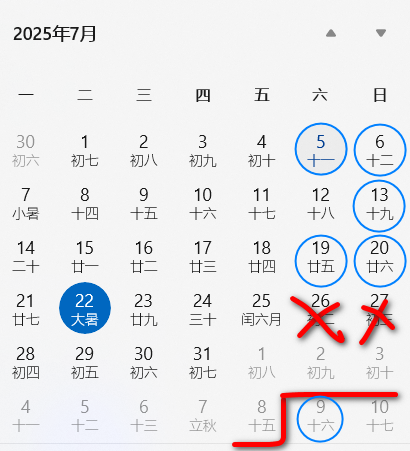 2025年7月
一 二 三 四 五 六 日
30 1 2 3 4 5 6
初六 初七 初八 初九 初十 十一 十二
7 8 9 10 11 12 13
小暑 十四 十五 十六 十七 十八 十九
14 15 16 17 18 19 20
二十 廿一 廿二 廿三 廿四 廿五 廿六
21 22 23 24 25 26 27
廿七 大暑 廿九 三十 闰六月
28 29 30 31 1 2 3
初四 初五 初六 初七 初八 初九 初十
4 5 6 7 8 9 10
十一 十二 十三 立秋 十五 十六 十七